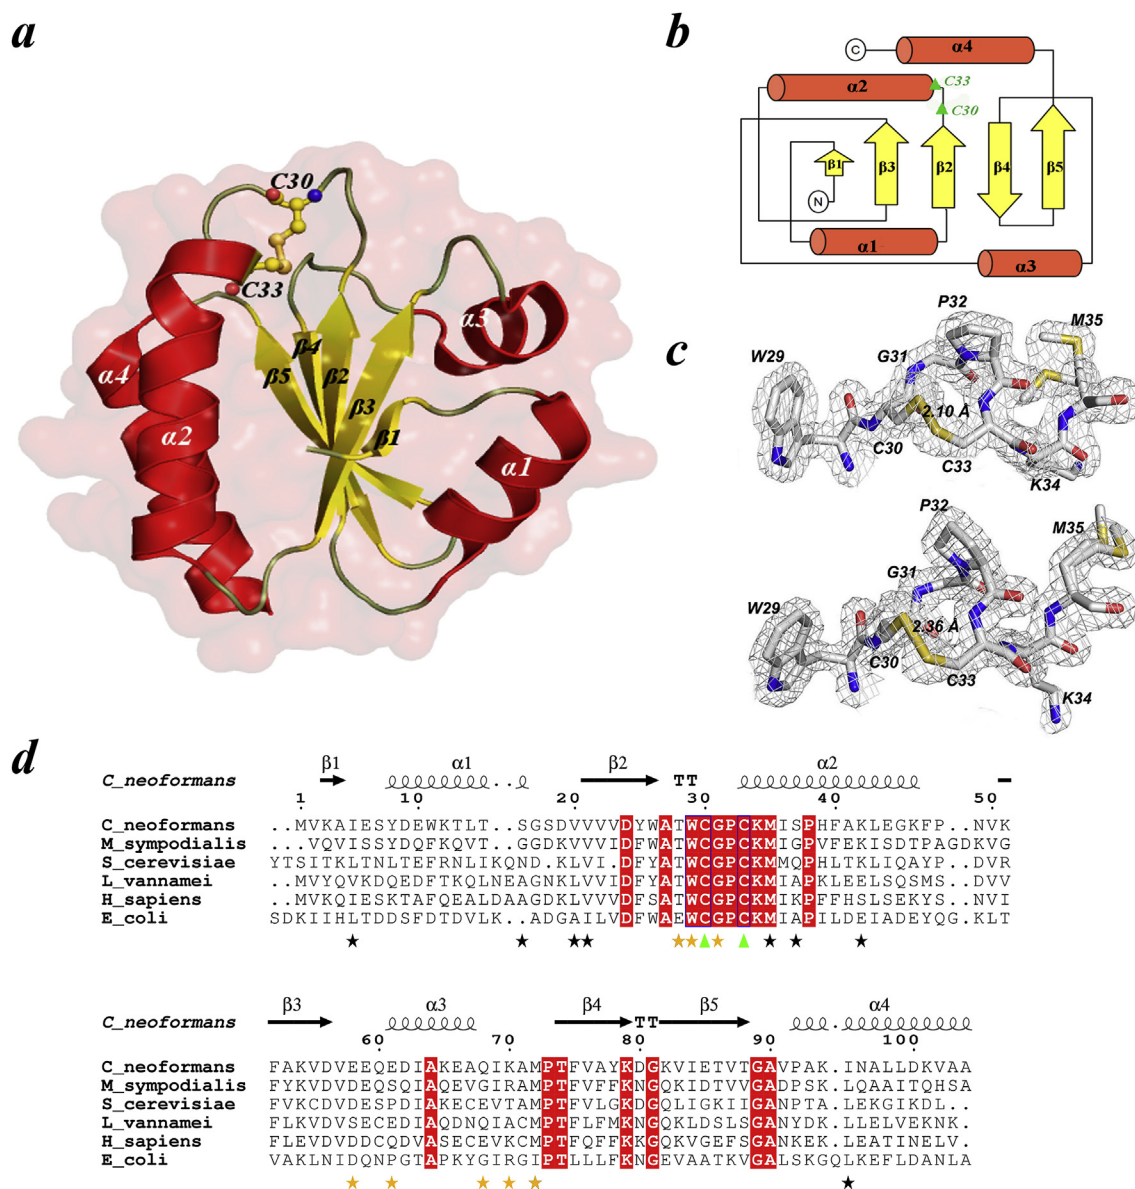 a
C30
C33
α3
α4
β4
β5
β2
β3
α2
β1
α1
b
C
α4
α2
C33
C30
β1
β3
β2
β4
β5
N
α1
α3
c
P32
M35
W29
G31
2.10 Å
C30
C33
K34
P32
M35
G31
W29
2.36 Å
C30
C33
K34
d
β1 α1 β2 α2
C_neoformans TT
1 10 20 30 40 50
C_neoformans ..MVKAIESYDEWKTLT..SGSDVVVVDYWATWCGPCKMISPHFAKLEGKFP..NVK
M_sympodialis ...VQVISSYDQFKQVT..GGDKVVVIDFWATWCGPCKMIGPVFEKISDTPAGDKVG
S_cerevisiae YTSITKLTNLTEFRNLIKQND.KLVI.DFYATWCGPCKMMQPHLTKLIQAYP..DVR
L_vannamei ...MVYQVKDQEDFTKQLNEAGNKLVVIDFYATWCGPCKMIAPKLEELSQSMS..DVV
H_sapiens ...MVKQIESKTAFQEALDAAGDKLVVVDFSATWCGPCKMIKPFFHSLSEKYS..NV
E_coli SDKIIHLTDDSFDTDVLK..ADGAILVDFWAEWCGPCKMIAPILDEIADEYQG.KLT
β3 α3 β4 β5 α4
C_neoformans TT TT
60 70 80 90 100
C_neoformans FAKVDVEEQEDIAKEAQIKAMPTFVAYKDGKVIETVTGAVPAK.INALLDKVAA
M_sympodialis FYKVDVDEQSQIAQEVGIRAMPTFVFFKNGQKIDTVVGADPSK.LQAAITQHSA
S_cerevisiae FVKCDVDESPDIAKECEVTAMPTFVLGKDGQLIGKIIGANPTA.LEKGIKDL..
L_vannamei FLKVDVSECEDIAQDNQIACMPTFLFMKNGQKLDSLSGANYDK.LLELVEKNK.
H_sapiens FLEVDVDDCQDVASECEVKCMPTFQFFKKGQKVGEFSGANKEK.LEATINELV.
E_coli VAKLNIDQNPGTAPKYGIRGIPTLLLFKNGEVAATKVGALSKGQLKEFLDANLA